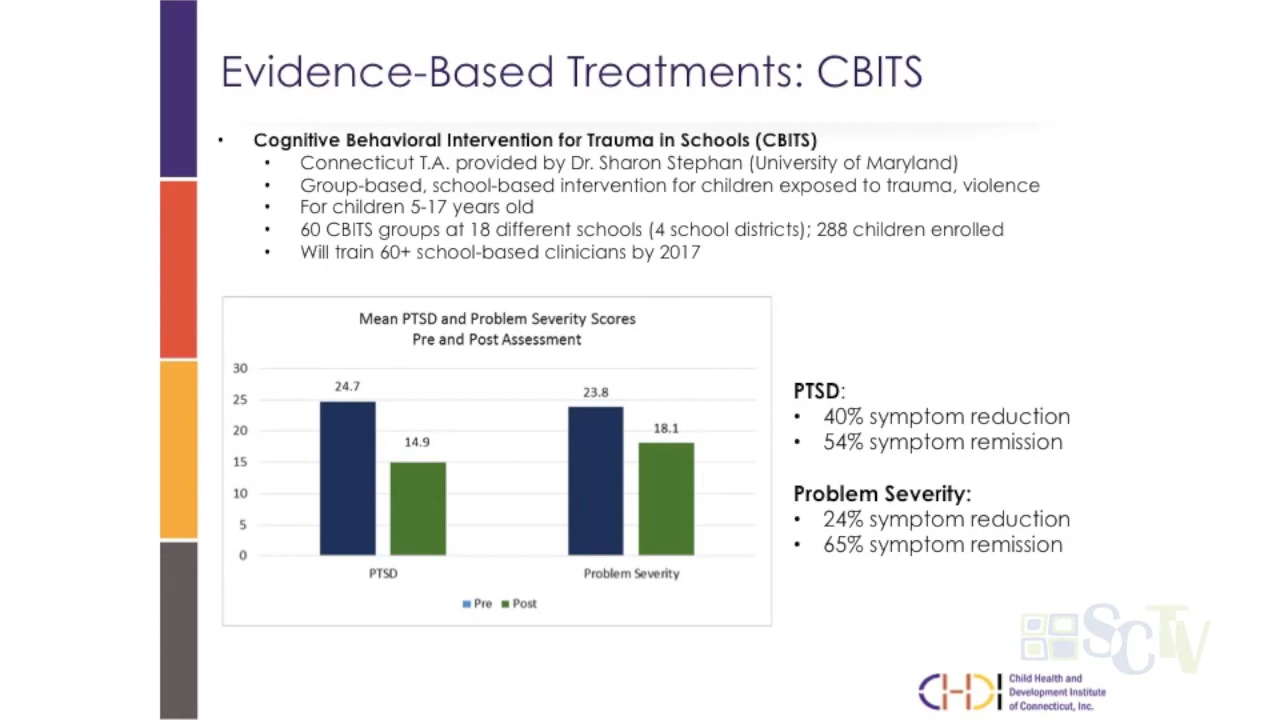 Evidence-Based Treatments: CBITS
• Cognitive Behavioral Intervention for Trauma in Schools (CBITS)
• Connecticut T.A. provided by Dr. Sharon Stephan (University of Maryland)
• Group-based, school-based intervention for children exposed to trauma, violence
• For children 5-17 years old
• 60 CBITS groups at 18 different schools (4 school districts); 288 children enrolled
• Will train 60+ school-based clinicians by 2017
Mean PTSD and Problem Severity Scores
Pre and Post Assessment
30
25
20
15
10
5
0
24.7
14.9
23.8
18.1
PTSD
Problem Severity
Pre
Post
PTSD:
• 40% symptom reduction
• 54% symptom remission
Problem Severity:
• 24% symptom reduction
• 65% symptom remission
SCTV
CHDI
Child Health and
Development Institute
of Connecticut, Inc.